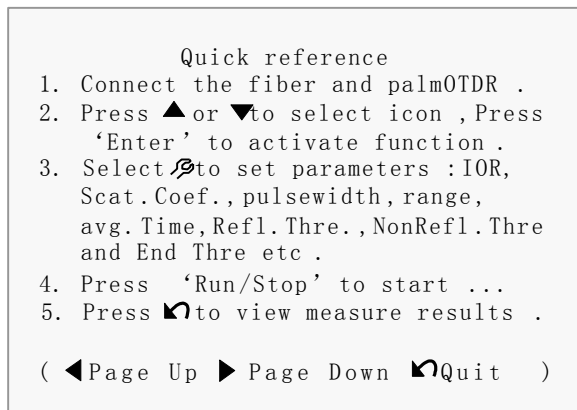 Quick reference
1. Connect the fiber and palmOTDR .
2. Press ▲ or ▼to select icon ,Press
‘Enter’ to activate function .
3. Select to set parameters :IOR,
Scat.Coef.,pulsewidth,range,
avg.Time,Refl.Thre.,NonRefl.Thre
and End Thre etc .
4. Press ‘Run/Stop’ to start ...
5. Press to view measure results .
( ◀Page Up ▶ Page Down Quit )